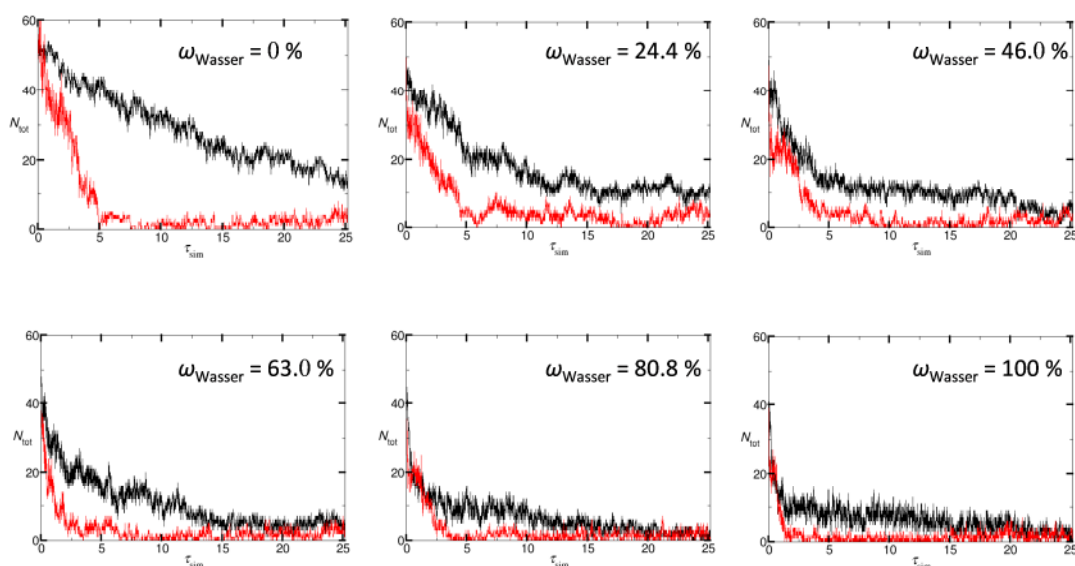 ω_Wasser = 0 %
60
40
N_tot
20
0
0 5 10 15 20 25
τ_sim
ω_Wasser = 24.4 %
60
40
N_tot
20
0
0 5 10 15 20 25
τ_sim
ω_Wasser = 46.0 %
60
40
N_tot
20
0
0 5 10 15 20 25
τ_sim
ω_Wasser = 63.0 %
60
40
N_tot
20
0
0 5 10 15 20 25
τ_sim
ω_Wasser = 80.8 %
60
40
N_tot
20
0
0 5 10 15 20 25
τ_sim
ω_Wasser = 100 %
60
40
N_tot
20
0
0 5 10 15 20 25
τ_sim